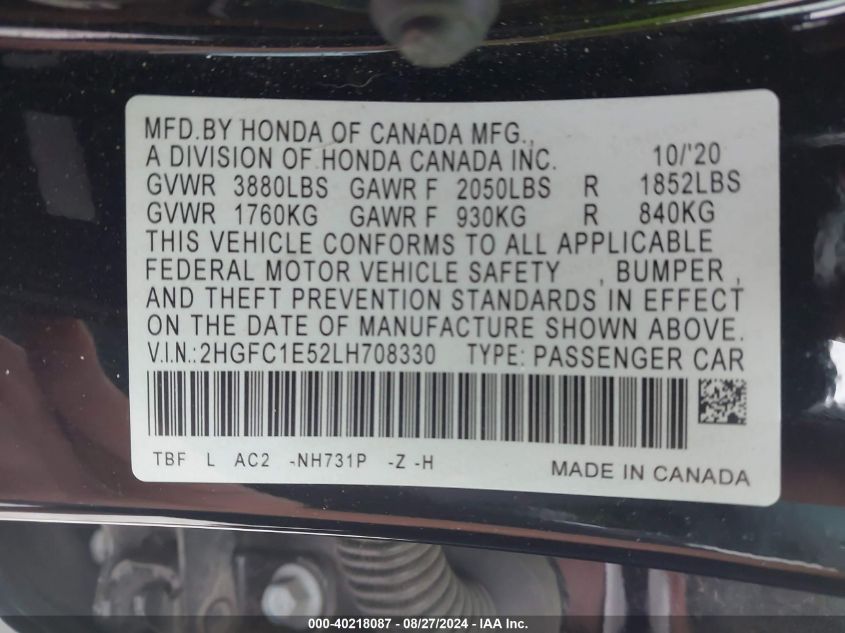 MFD.BY HONDA OF CANADA MFG.,
A DIVISION OF HONDA CANADA INC. 10/'20
GVWR 3880LBS GAWR F 2050LBS R 1852LBS
GVWR 1760KG GAWR F 930KG R 840KG
THIS VEHICLE CONFORMS TO ALL APPLICABLE
FEDERAL MOTOR VEHICLE SAFETY , BUMPER ,
AND THEFT PREVENTION STANDARDS IN EFFECT
ON THE DATE OF MANUFACTURE SHOWN ABOVE.
V.I.N.:2HGFC1E52LH708330 TYPE: PASSENGER CAR
TBF L AC2 -NH731P -Z -H MADE IN CANADA
000-40218087 - 08/27/2024 - IAA Inc.